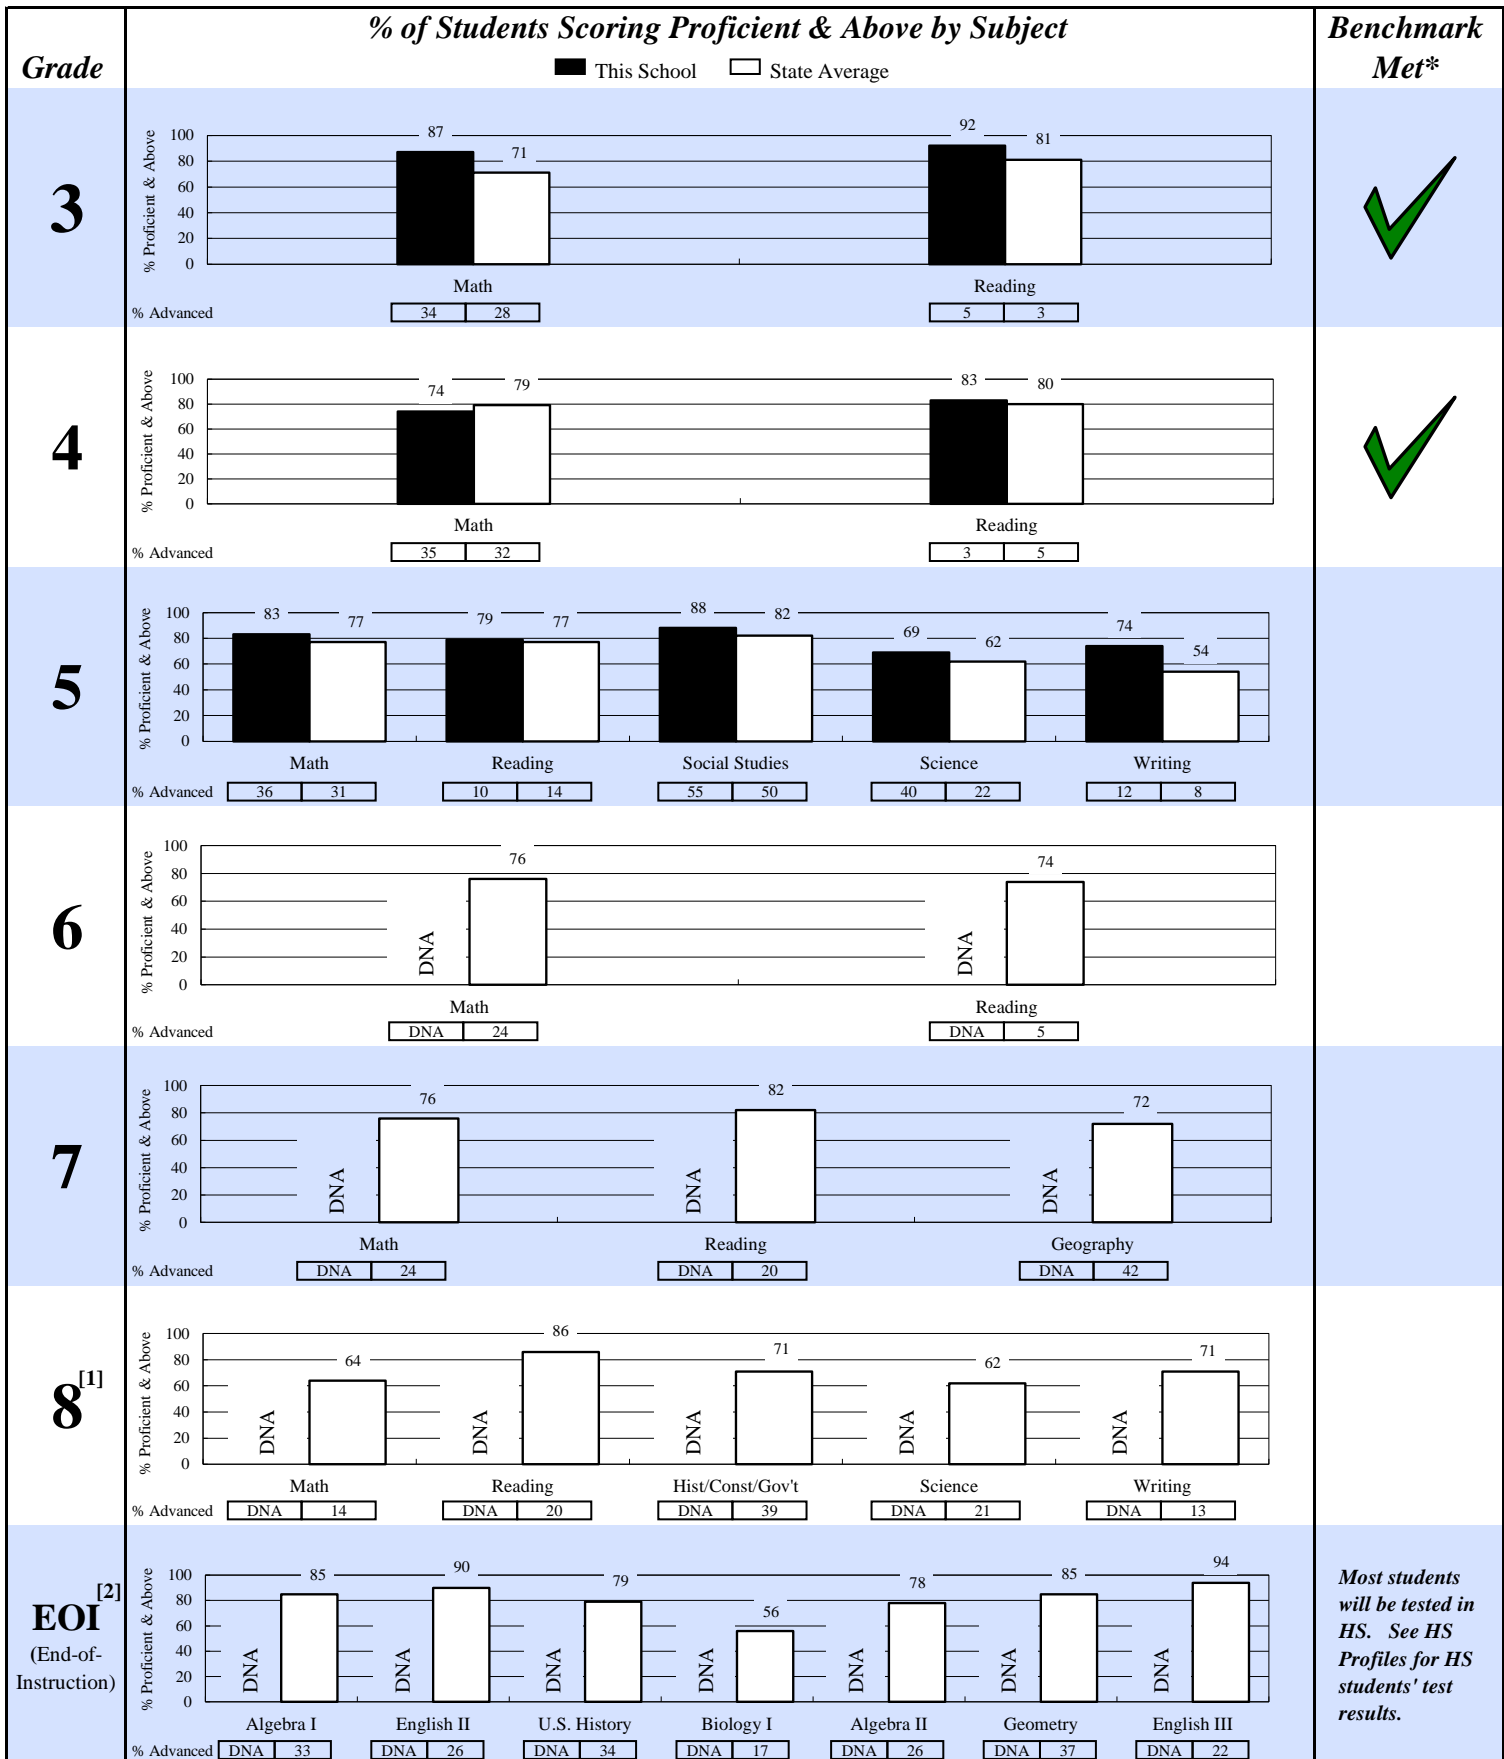 % of Students Scoring Proficient & Above by Subject
Benchmark
Met*
Grade
This School State Average
3
% Proficient & Above
100
80
60
40
20
0
87
71
92
81
Math Reading
% Advanced 34 28 5 3
4
% Proficient & Above
100
80
60
40
20
0
74
79
83
80
Math Reading
% Advanced 35 32 3 5
5
% Proficient & Above
100
80
60
40
20
0
83
77
79
77
88
82
69
62
74
54
Math Reading Social Studies Science Writing
% Advanced 36 31 10 14 55 50 40 22 12 8
6
% Proficient & Above
100
80
60
40
20
0
DNA
76
DNA
74
Math Reading
% Advanced DNA 24 DNA 5
7
% Proficient & Above
100
80
60
40
20
0
DNA
76
DNA
82
DNA
72
Math Reading Geography
% Advanced DNA 24 DNA 20 DNA 42
8[1]
% Proficient & Above
100
80
60
40
20
0
DNA
64
DNA
86
DNA
71
DNA
62
DNA
71
Math Reading Hist/Const/Gov't Science Writing
% Advanced DNA 14 DNA 20 DNA 39 DNA 21 DNA 13
EOI[2]
(End-of-
Instruction)
% Proficient & Above
100
80
60
40
20
0
DNA
85
DNA
90
DNA
79
DNA
56
DNA
78
DNA
85
DNA
94
Algebra I English II U.S. History Biology I Algebra II Geometry English III
% Advanced DNA 33 DNA 26 DNA 34 DNA 17 DNA 26 DNA 37 DNA 22
Most students
will be tested in
HS. See HS
Profiles for HS
students' test
results.